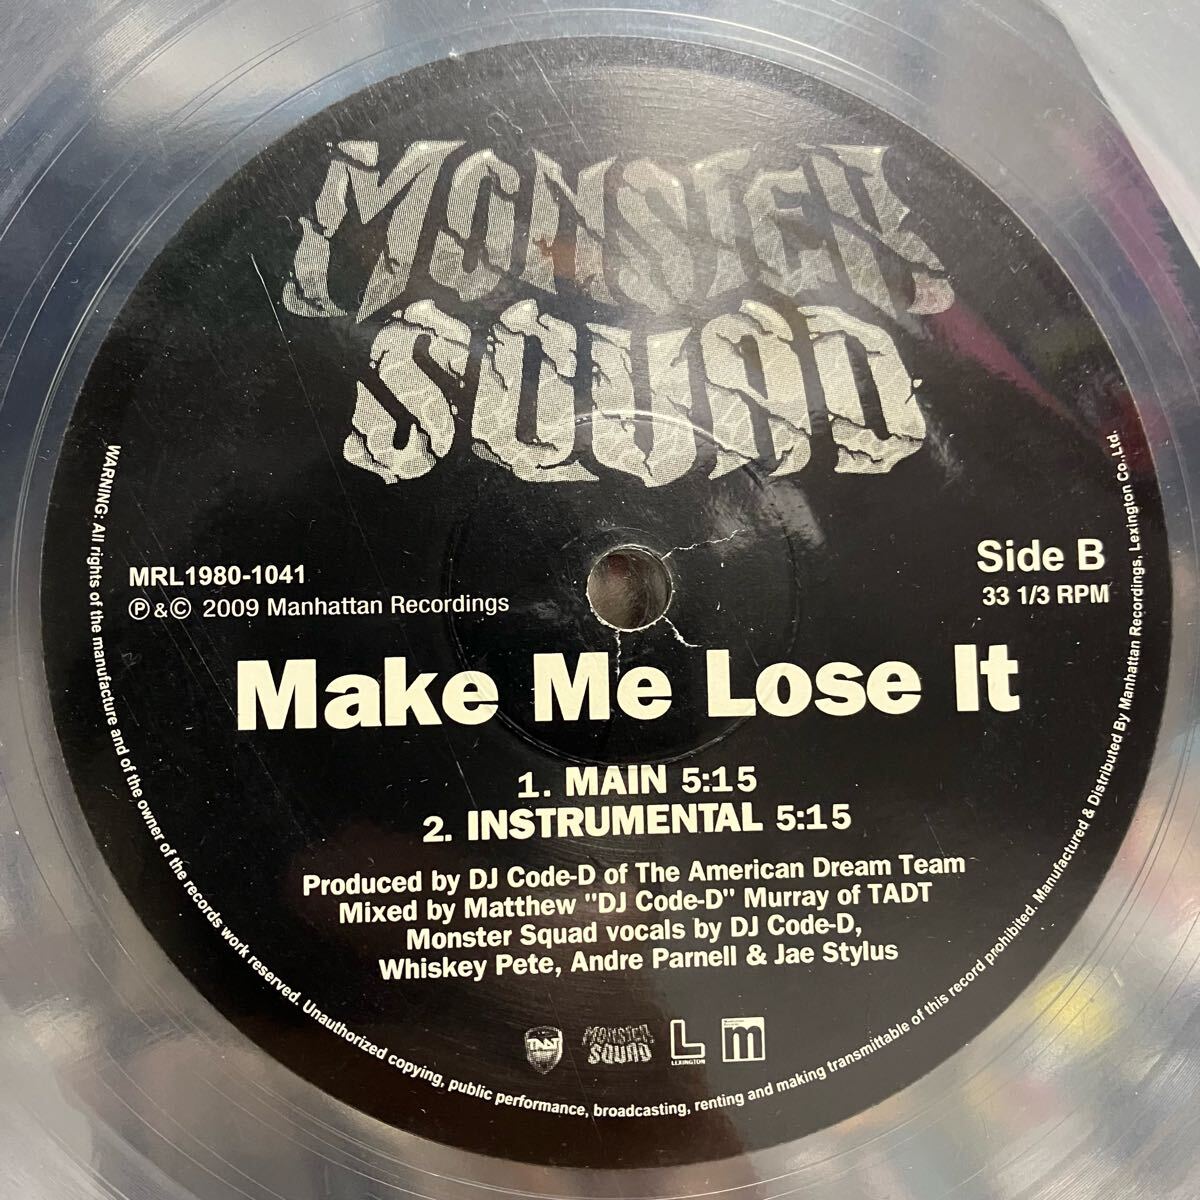 MONSTER
SQUAD
MRL1980-1041
Ⓟ&© 2009 Manhattan Recordings
Side B
33 1/3 RPM
Make Me Lose It
1. MAIN 5:15
2. INSTRUMENTAL 5:15
Produced by DJ Code-D of The American Dream Team
Mixed by Matthew "DJ Code-D" Murray of TADT
Monster Squad vocals by DJ Code-D,
Whiskey Pete, Andre Parnell & Jae Stylus
TADT
MONSTER
SQUAD
L
LEXINGTON
m
WARNING: All rights of the manufacture and of the owner of the records work reserved. Unauthorized copying, public performance, broadcasting, renting and making transmittable of this record prohibited. Manufactured & Distributed By Manhattan Recordings, Lexington Co.,Ltd.